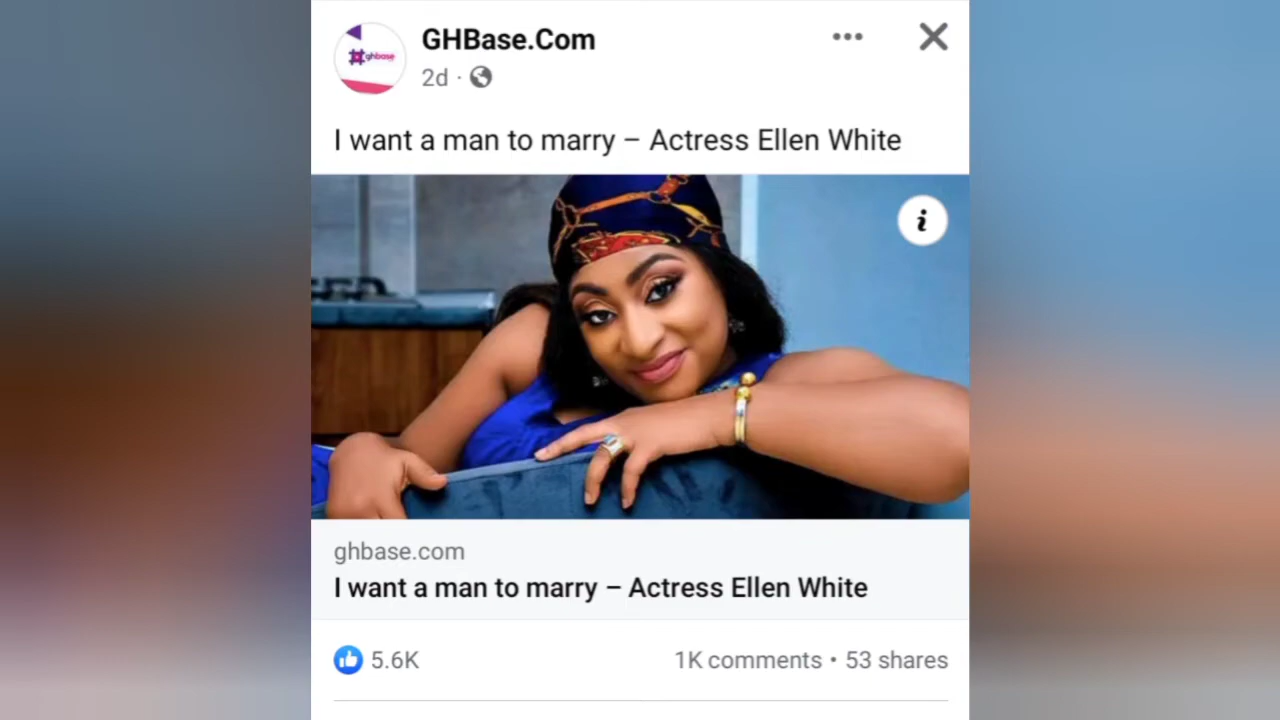 GHBase.Com
#ghbase
2d ·
I want a man to marry – Actress Ellen White
i
ghbase.com
I want a man to marry – Actress Ellen White
5.6K 1K comments • 53 shares